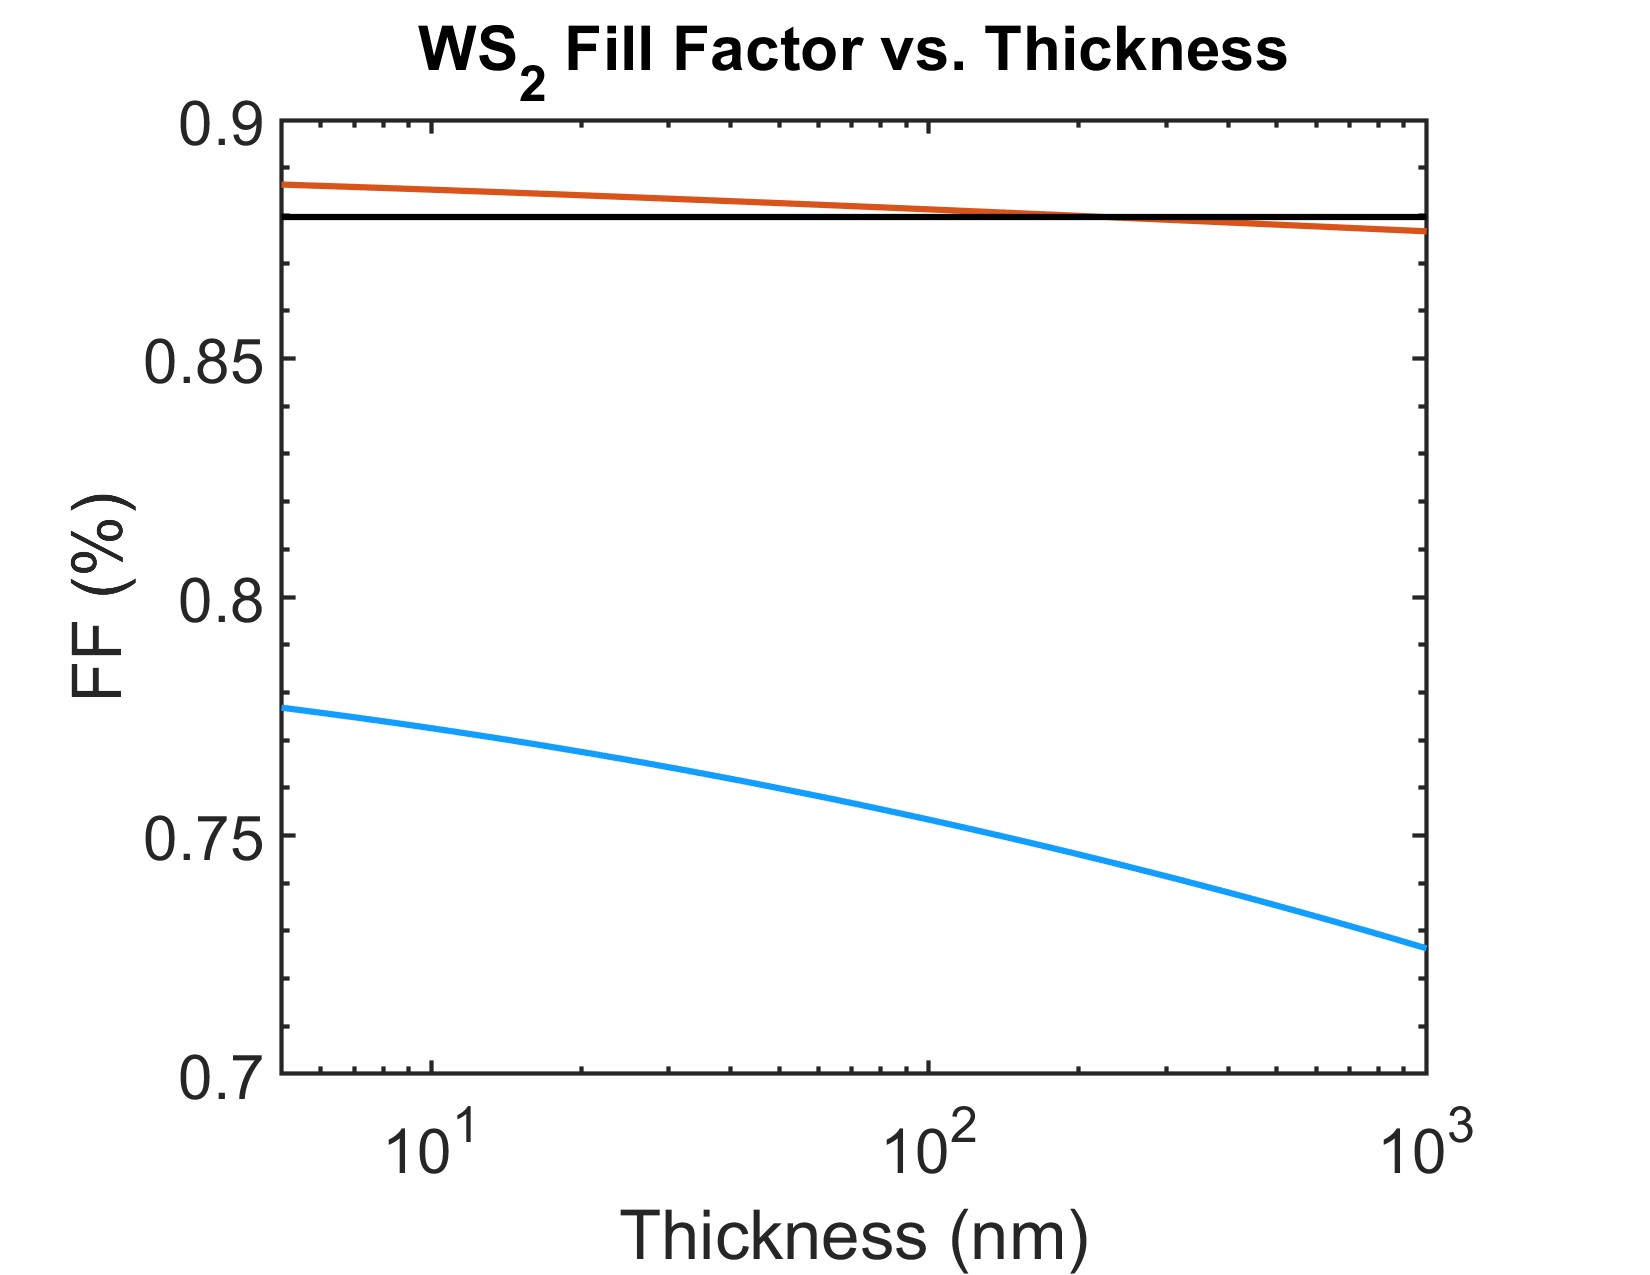 WS2 Fill Factor vs. Thickness
0.9
0.85
0.8
0.75
0.7
FF (%)
10^1 10^2 10^3
Thickness (nm)